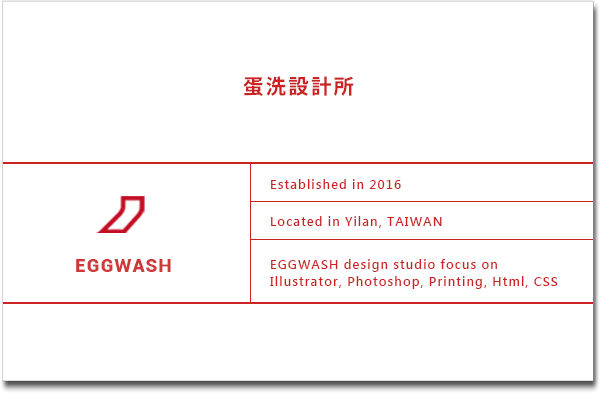 蛋洗設計所
EGGWASH
Established in 2016
Located in Yilan, TAIWAN
EGGWASH design studio focus on
Illustrator, Photoshop, Printing, Html, CSS